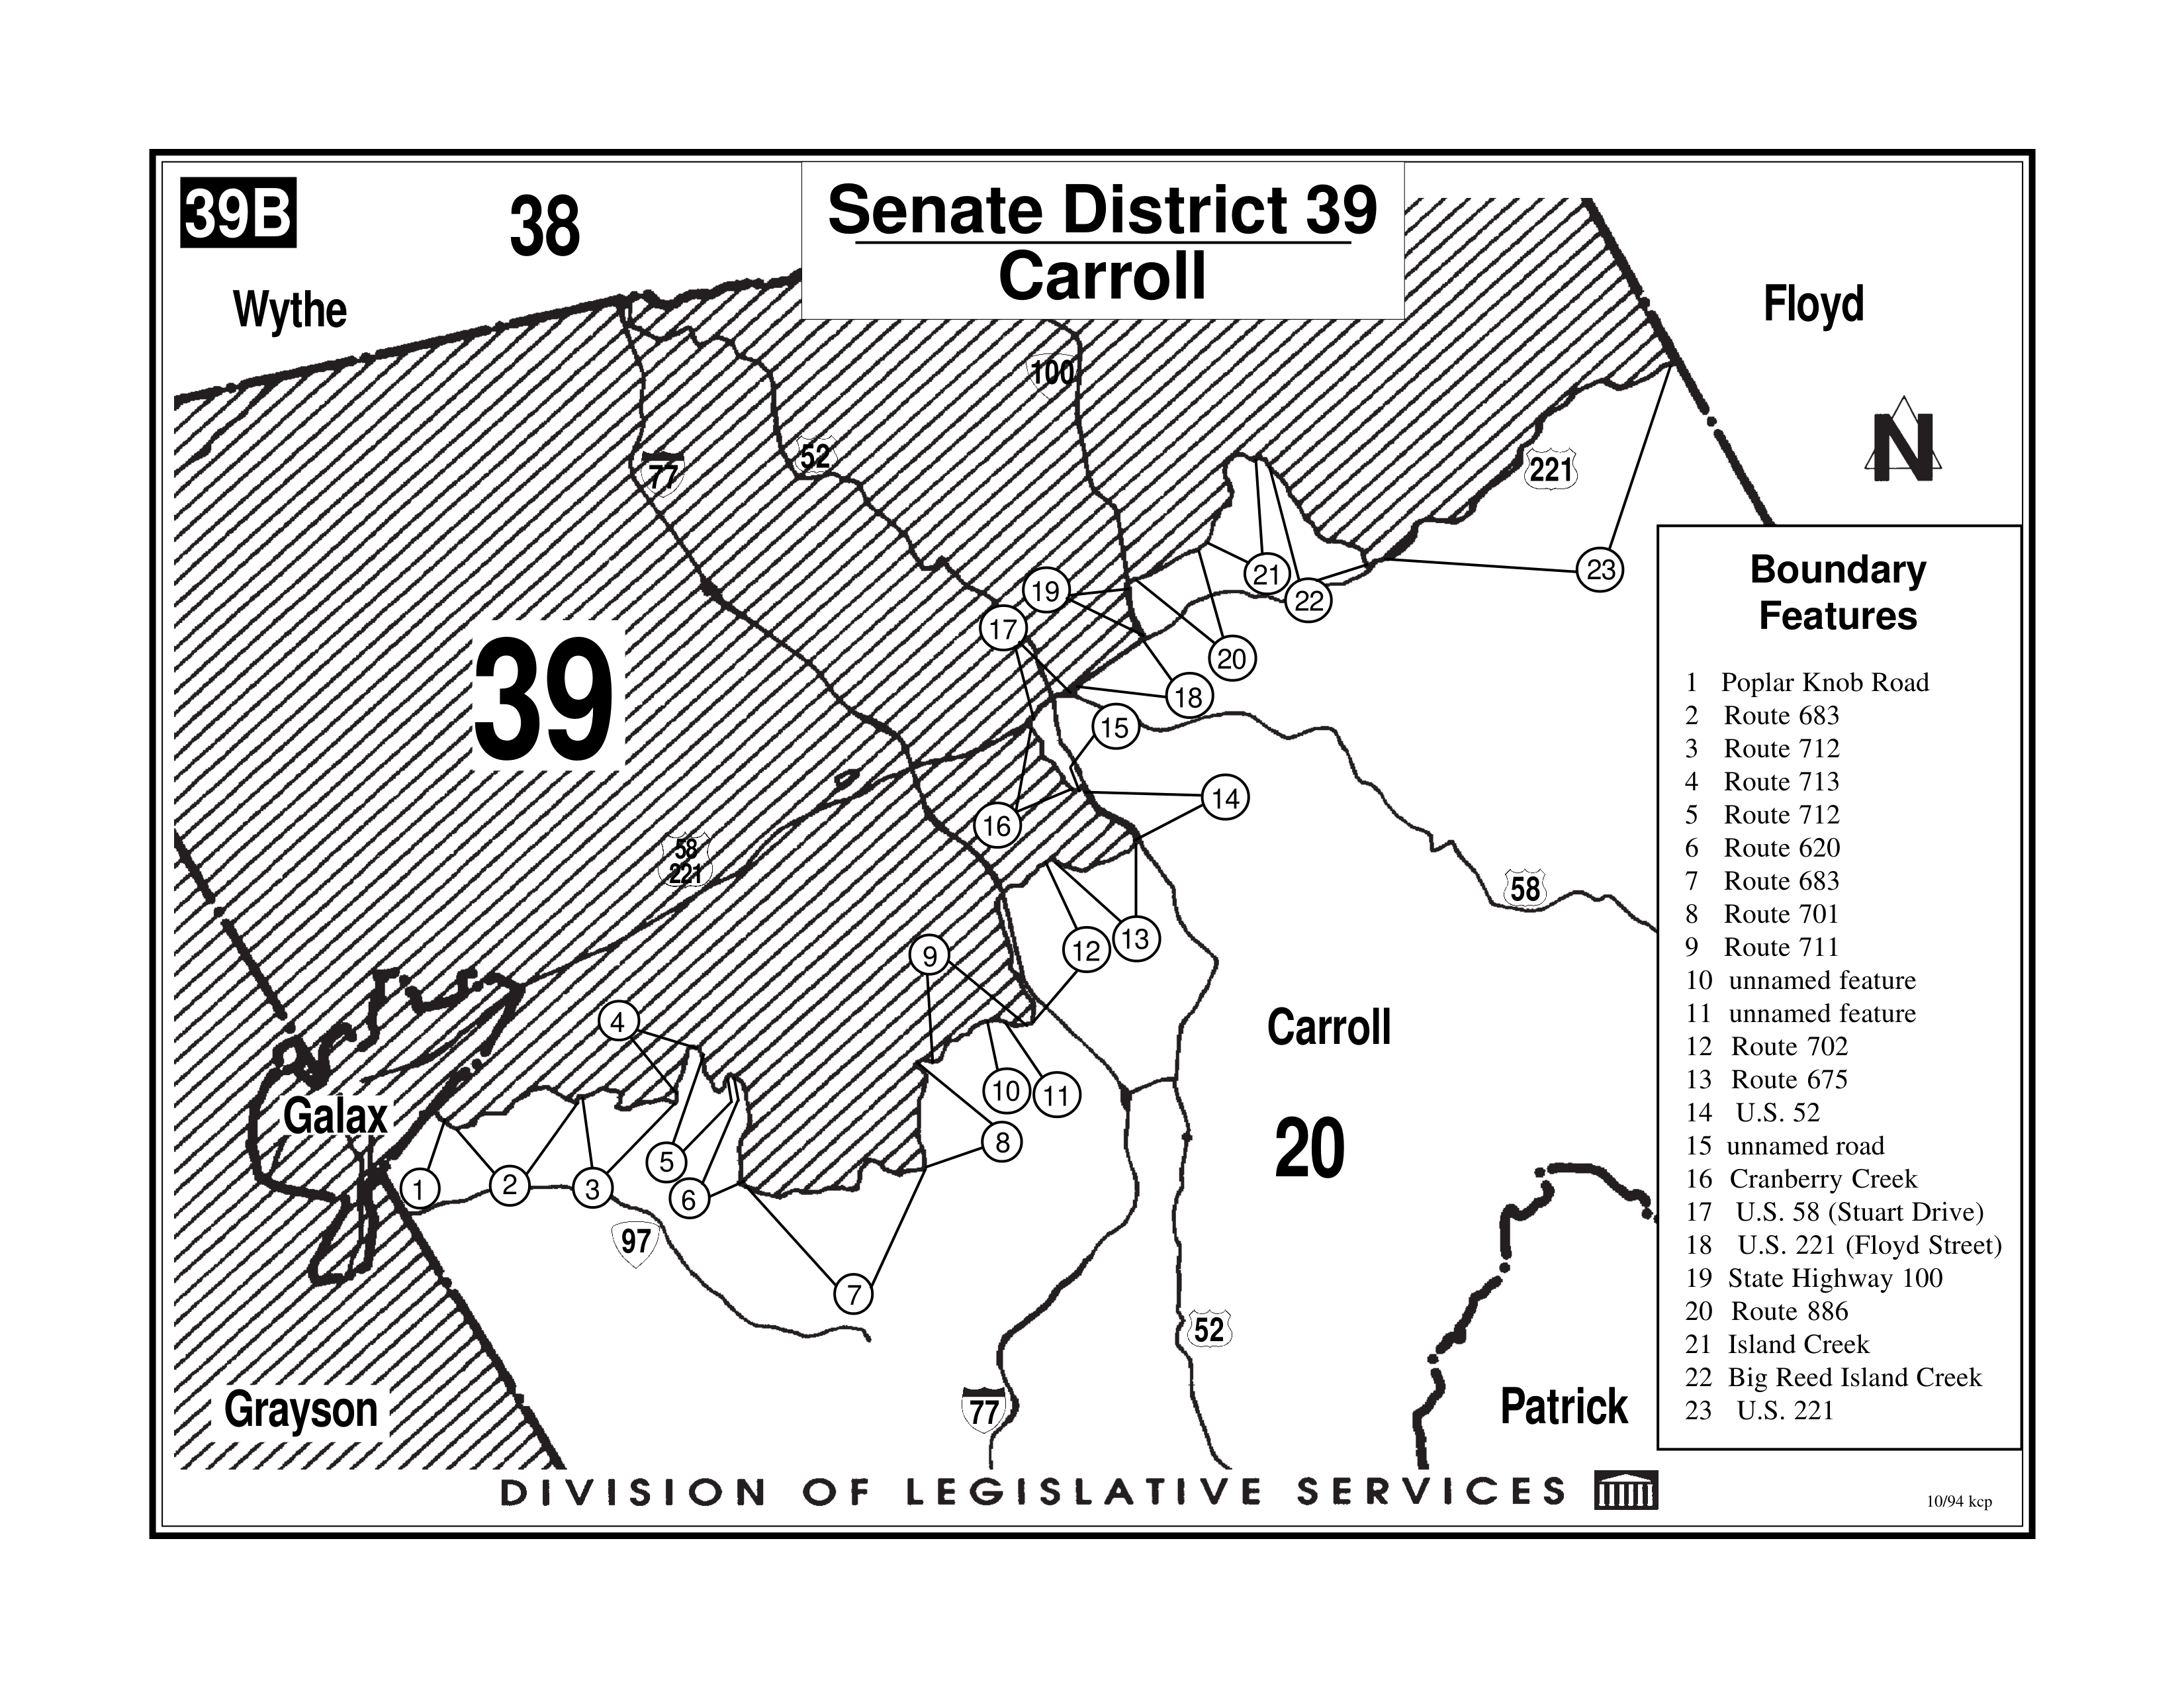 39B
38
Senate District 39
Carroll
Wythe
Floyd
100
N
52
77
221
39
19
17
21
22
23
20
18
15
16
14
58
221
58
9
12
13
4
Carroll
10
11
Galax
8
20
1
2
3
5
6
97
7
52
77
Grayson
Patrick
Boundary
Features
1 Poplar Knob Road
2 Route 683
3 Route 712
4 Route 713
5 Route 712
6 Route 620
7 Route 683
8 Route 701
9 Route 711
10 unnamed feature
11 unnamed feature
12 Route 702
13 Route 675
14 U.S. 52
15 unnamed road
16 Cranberry Creek
17 U.S. 58 (Stuart Drive)
18 U.S. 221 (Floyd Street)
19 State Highway 100
20 Route 886
21 Island Creek
22 Big Reed Island Creek
23 U.S. 221
DIVISION OF LEGISLATIVE SERVICES
10/94 kcp